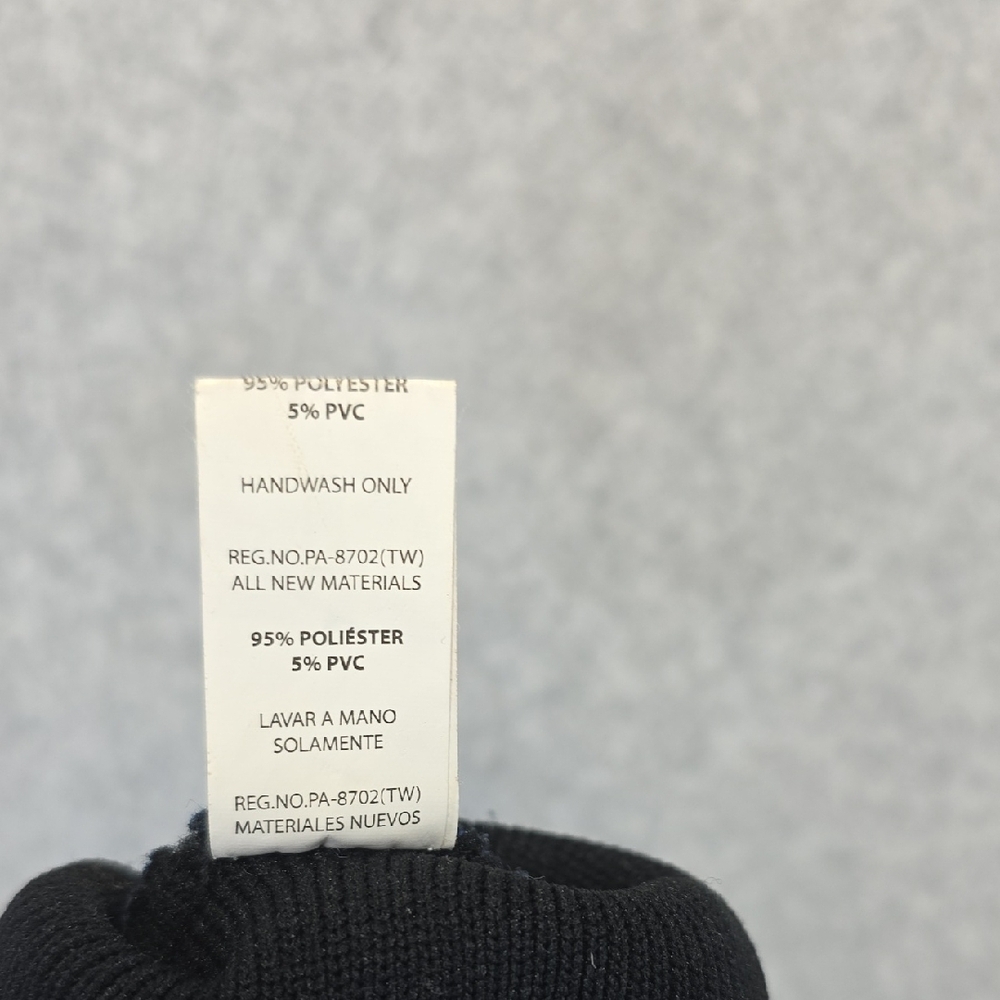 95% POLYESTER
5% PVC
HANDWASH ONLY
REG.NO.PA-8702(TW)
ALL NEW MATERIALS
95% POLIÉSTER
5% PVC
LAVAR A MANO
SOLAMENTE
REG.NO.PA-8702(TW)
MATERIALES NUEVOS